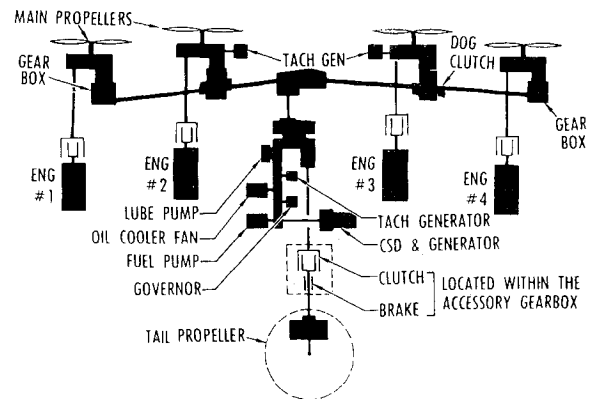 MAIN PROPELLERS
TACH GEN
DOG
CLUTCH
GEAR
BOX
GEAR
BOX
ENG
#1
ENG
#2
ENG
#3
ENG
#4
LUBE PUMP
OIL COOLER FAN
FUEL PUMP
GOVERNOR
TACH GENERATOR
CSD & GENERATOR
CLUTCH
BRAKE
LOCATED WITHIN THE
ACCESSORY GEARBOX
TAIL PROPELLER